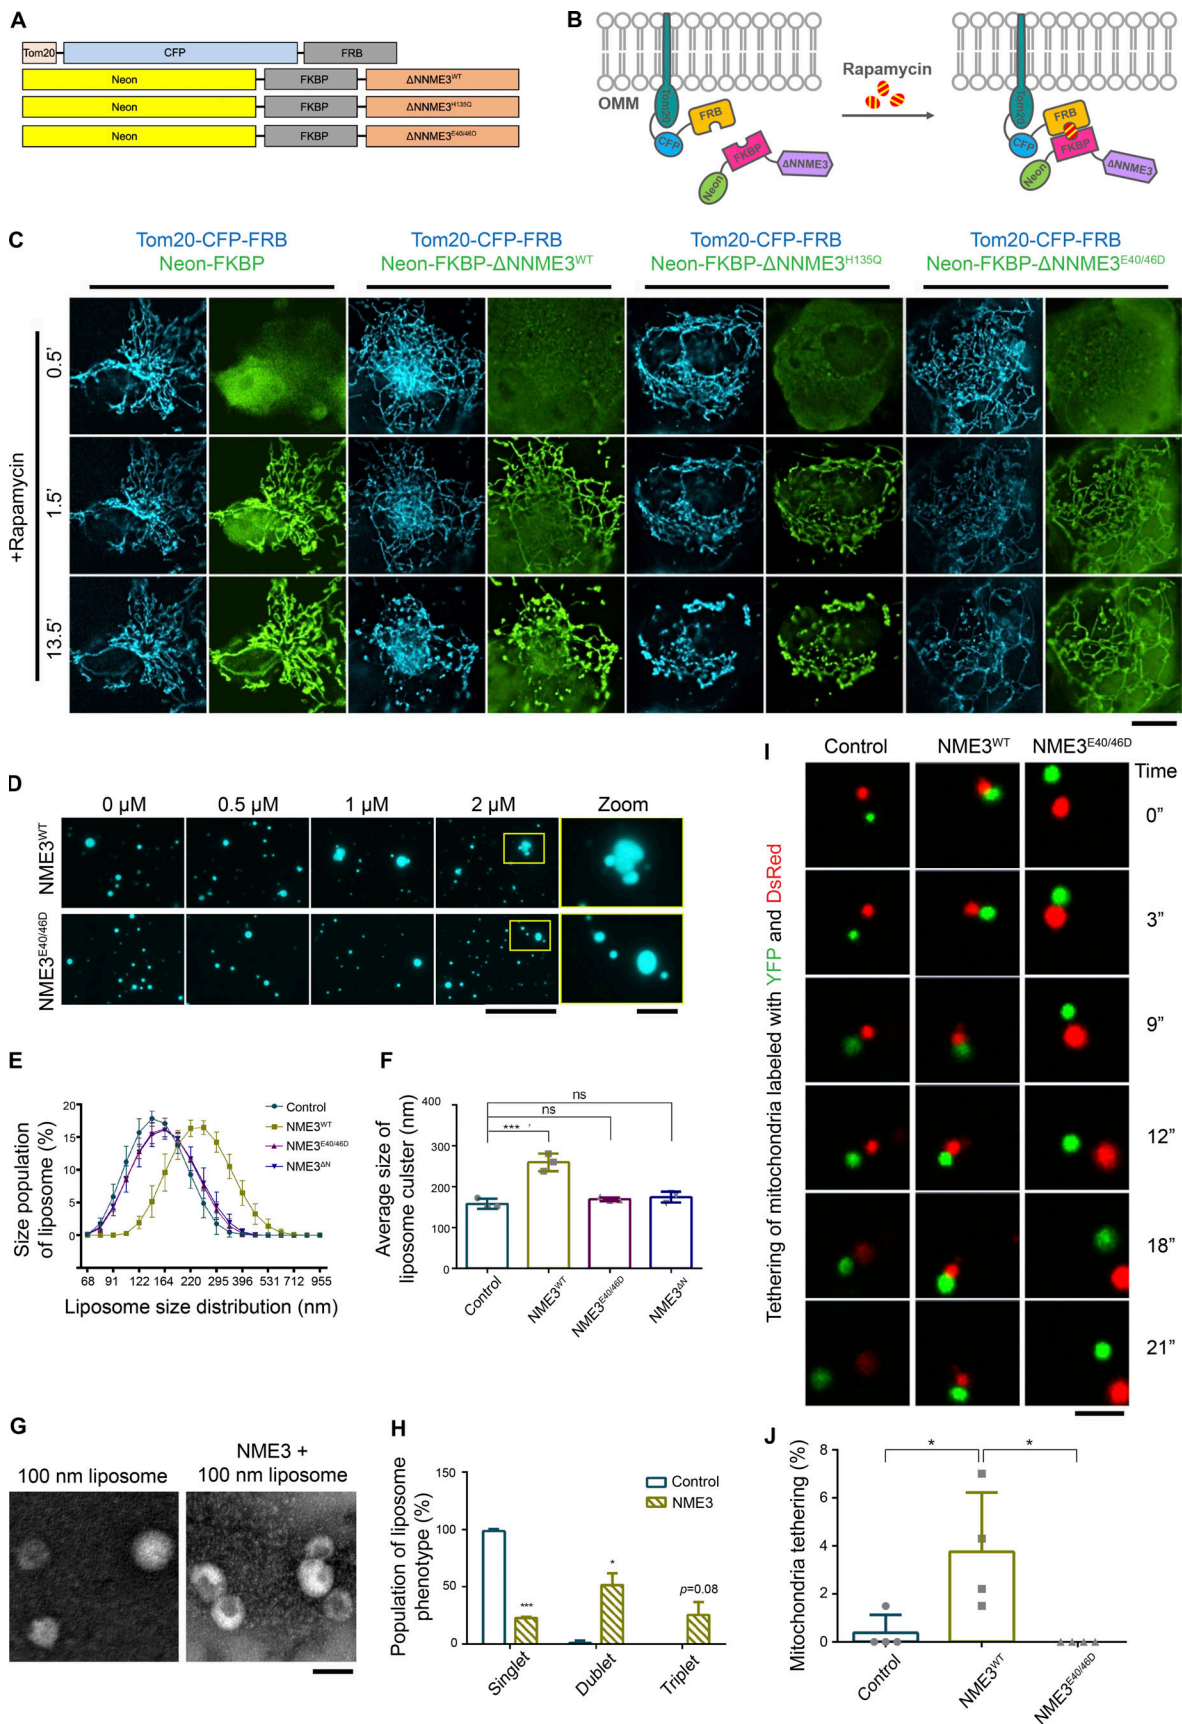 A
Tom20 CFP FRB
Neon FKBP ΔNNME3WT
Neon FKBP ΔNNME3H135Q
Neon FKBP ΔNNME3E40/46D
B
OMM
Tom20
CFP
FRB
FKBP
Neon
ΔNNME3
Rapamycin
Tom20
CFP
FRB
FKBP
Neon
ΔNNME3
C
Tom20-CFP-FRB
Neon-FKBP
Tom20-CFP-FRB
Neon-FKBP-ΔNNME3WT
Tom20-CFP-FRB
Neon-FKBP-ΔNNME3H135Q
Tom20-CFP-FRB
Neon-FKBP-ΔNNME3E40/46D
+Rapamycin
0.5’
1.5’
13.5’
D
0 µM 0.5 µM 1 µM 2 µM Zoom
NME3WT
NME3E40/46D
E
Size population
of liposome (%)
20
15
10
5
0
Control
NME3WT
NME3E40/46D
NME3ΔN
68 91 122 164 220 295 396 531 712 955
Liposome size distribution (nm)
F
Average size of
liposome culster (nm)
400
300
200
100
0
ns
ns
***
Control
NME3WT
NME3E40/46D
NME3ΔN
G
100 nm liposome
NME3 +
100 nm liposome
H
Population of liposome
phenotype (%)
150
100
50
0
Control
NME3
***
*
p=0.08
Singlet
Dublet
Triplet
I
Control NME3WT NME3E40/46D
Time
Tethering of mitochondria labeled with YFP and DsRed
0”
3”
9”
12”
18”
21”
J
Mitochondria tethering (%)
8
6
4
2
0
*
*
Control
NME3WT
NME3E40/46D